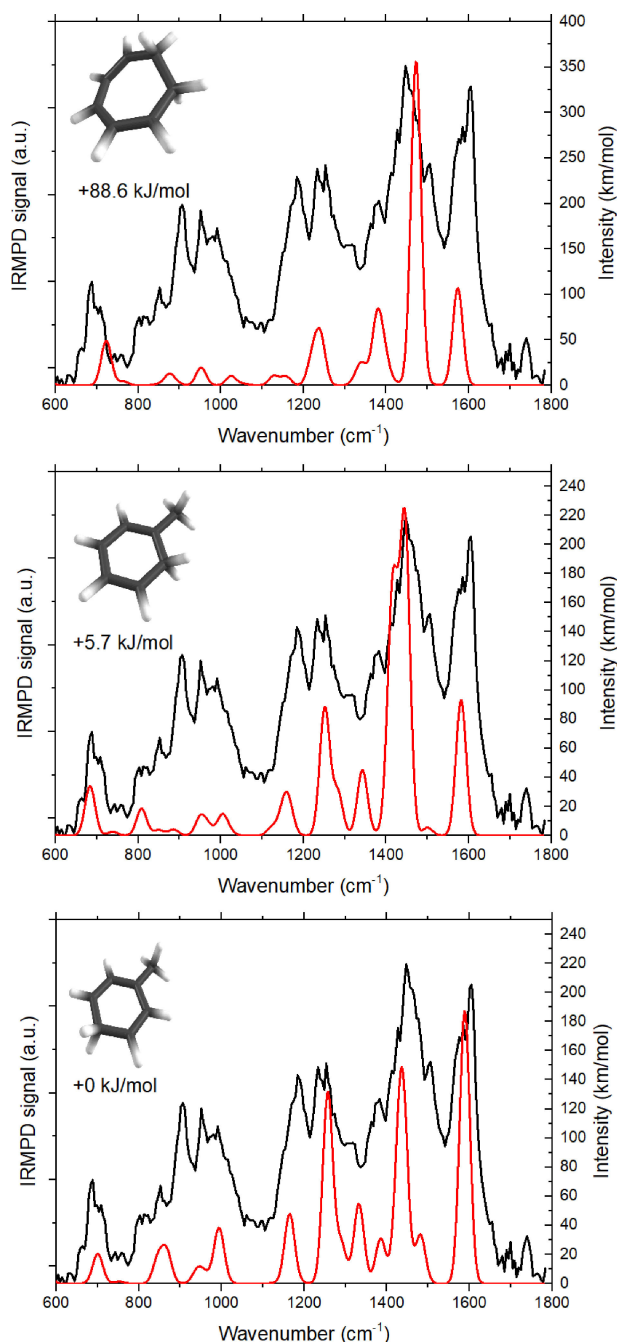 IRMPD signal (a.u.)
+88.6 kJ/mol
600 800 1000 1200 1400 1600 1800
Wavenumber (cm⁻¹)
400
350
300
250
200
150
100
50
0
Intensity (km/mol)
IRMPD signal (a.u.)
+5.7 kJ/mol
600 800 1000 1200 1400 1600 1800
Wavenumber (cm⁻¹)
240
220
200
180
160
140
120
100
80
60
40
20
0
Intensity (km/mol)
IRMPD signal (a.u.)
+0 kJ/mol
600 800 1000 1200 1400 1600 1800
Wavenumber (cm⁻¹)
240
220
200
180
160
140
120
100
80
60
40
20
0
Intensity (km/mol)